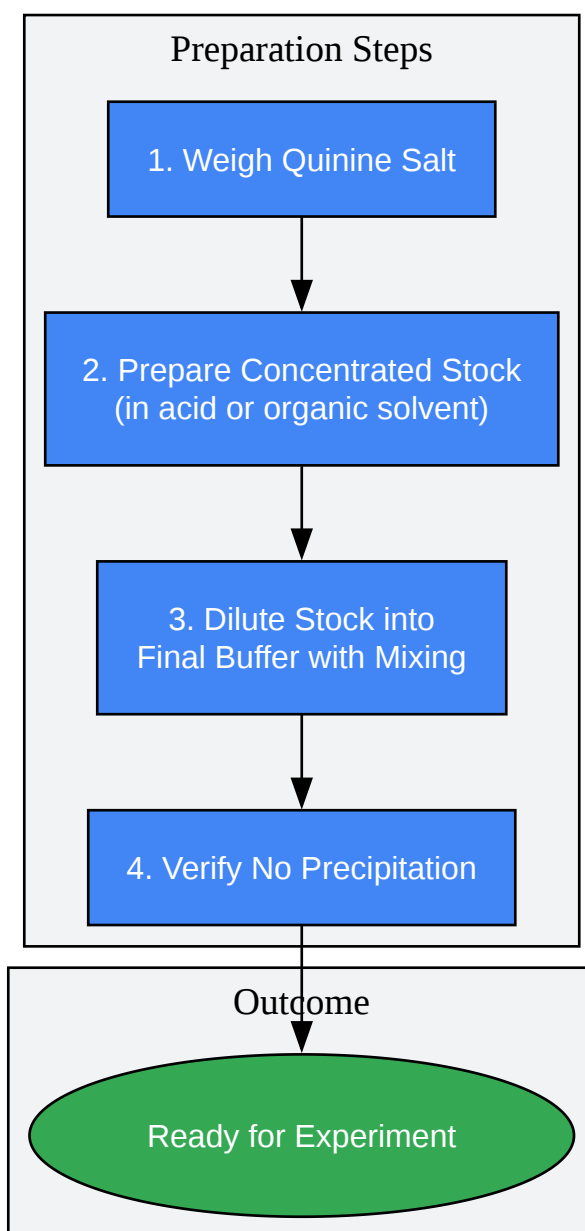 Preparation Steps
1. Weigh Quinine Salt
2. Prepare Concentrated Stock
(in acid or organic solvent)
3. Dilute Stock into
Final Buffer with Mixing
4. Verify No Precipitation
Outcome
Ready for Experiment